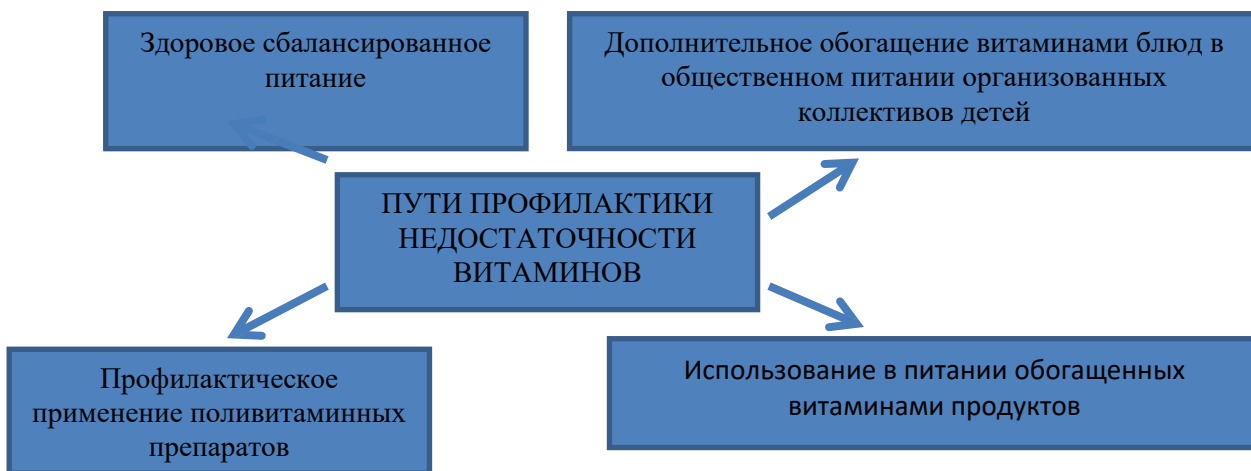 Здоровое сбалансированное
питание
Дополнительное обогащение витаминами блюд в
общественном питании организованных
коллективов детей
ПУТИ ПРОФИЛАКТИКИ
НЕДОСТАТОЧНОСТИ
ВИТАМИНОВ
Профилактическое
применение поливитаминных
препаратов
Использование в питании обогащенных
витаминами продуктов